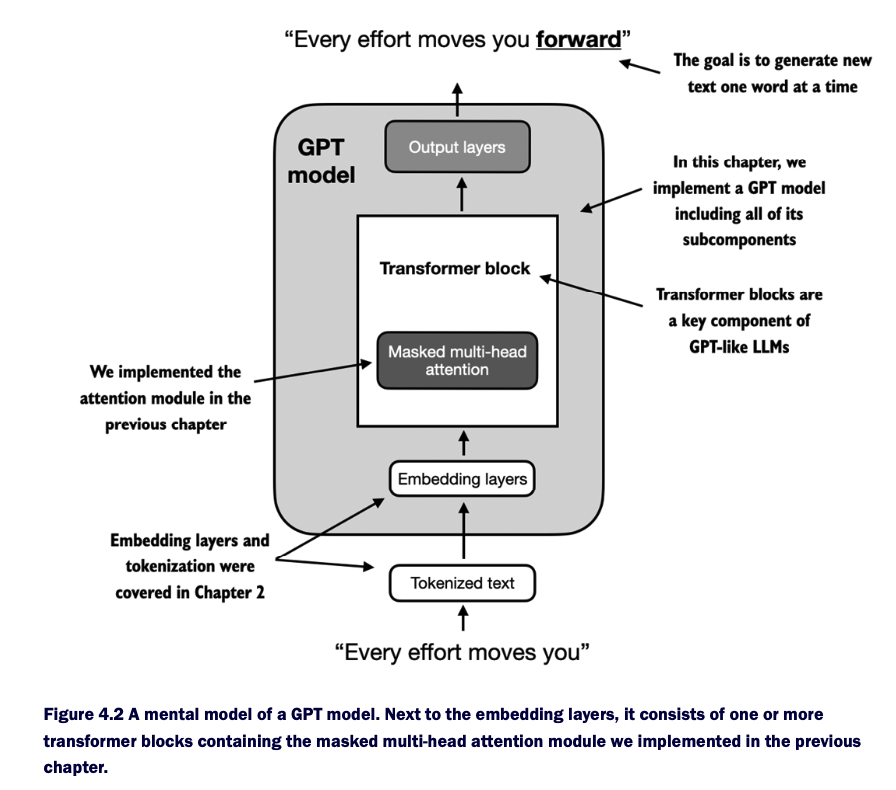 “Every effort moves you forward”
The goal is to generate new
text one word at a time
GPT
model
Output layers
In this chapter, we
implement a GPT model
including all of its
subcomponents
Transformer block
Transformer blocks are
a key component of
GPT-like LLMs
Masked multi-head
attention
We implemented the
attention module in the
previous chapter
Embedding layers
Embedding layers and
tokenization were
covered in Chapter 2
Tokenized text
“Every effort moves you”
Figure 4.2 A mental model of a GPT model. Next to the embedding layers, it consists of one or more
transformer blocks containing the masked multi-head attention module we implemented in the previous
chapter.